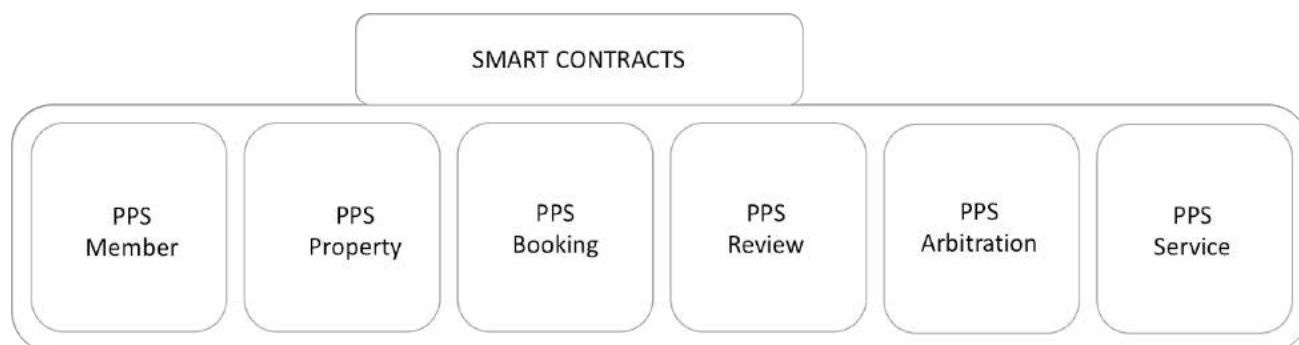 SMART CONTRACTS
PPS
Member
PPS
Property
PPS
Booking
PPS
Review
PPS
Arbitration
PPS
Service